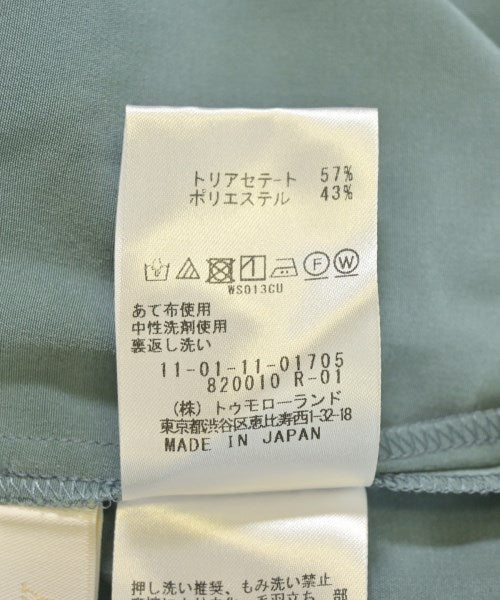 トリアセテート 57%
ポリエステル 43%
F W
WS013CU
あて布使用
中性洗剤使用
裏返し洗い
11-01-11-01705
820010 R-01
(株)トゥモローランド
東京都渋谷区恵比寿西1-32-18
MADE IN JAPAN
押し洗い推奨、もみ洗い禁止